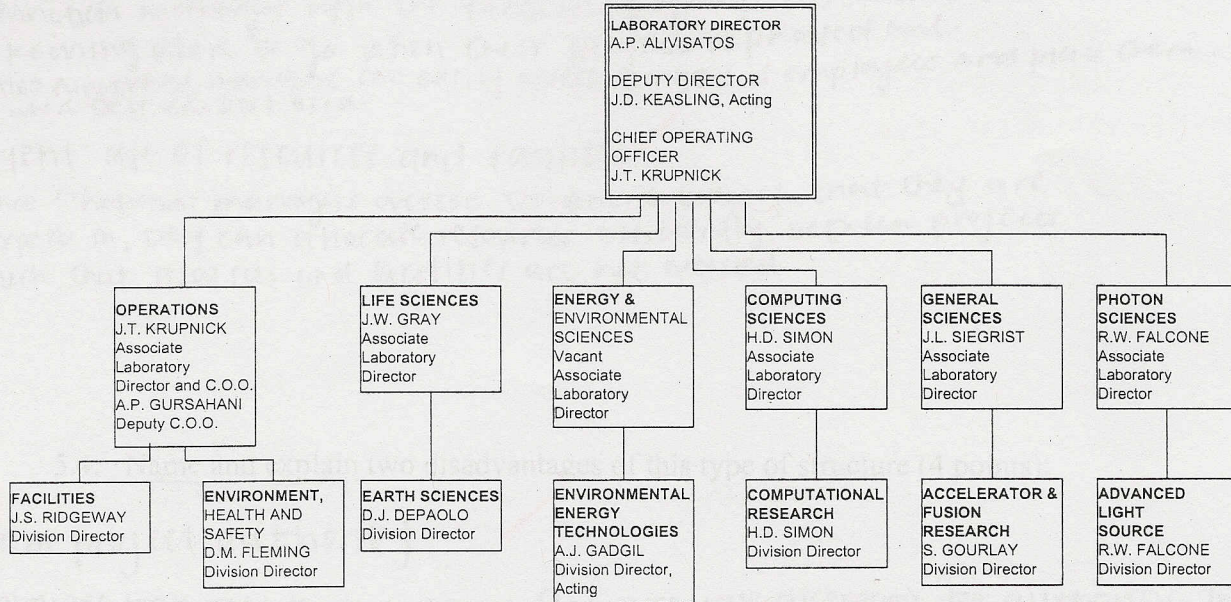 LABORATORY DIRECTOR
A.P. ALIVISATOS
DEPUTY DIRECTOR
J.D. KEASLING, Acting
CHIEF OPERATING
OFFICER
J.T. KRUPNICK
OPERATIONS
J.T. KRUPNICK
Associate
Laboratory
Director and C.O.O.
A.P. GURSAHANI
Deputy C.O.O.
LIFE SCIENCES
J.W. GRAY
Associate
Laboratory
Director
ENERGY &
ENVIRONMENTAL
SCIENCES
Vacant
Associate
Laboratory
Director
COMPUTING
SCIENCES
H.D. SIMON
Associate
Laboratory
Director
GENERAL
SCIENCES
J.L. SIEGRIST
Associate
Laboratory
Director
PHOTON
SCIENCES
R.W. FALCONE
Associate
Laboratory
Director
Name and explain two disadvantages of this type of structure (4 points):
FACILITIES
J.S. RIDGEWAY
Division Director
ENVIRONMENT,
HEALTH AND
SAFETY
D.M. FLEMING
Division Director
EARTH SCIENCES
D.J. DEPAOLO
Division Director
ENVIRONMENTAL
ENERGY
TECHNOLOGIES
A.J. GADGIL
Division Director,
Acting
COMPUTATIONAL
RESEARCH
H.D. SIMON
Division Director
ACCELERATOR &
FUSION
RESEARCH
S. GOURLAY
Division Director
ADVANCED
LIGHT
SOURCE
R.W. FALCONE
Division Director